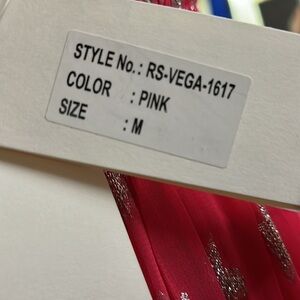 STYLE No.: RS-VEGA-1617
COLOR : PINK
SIZE : M